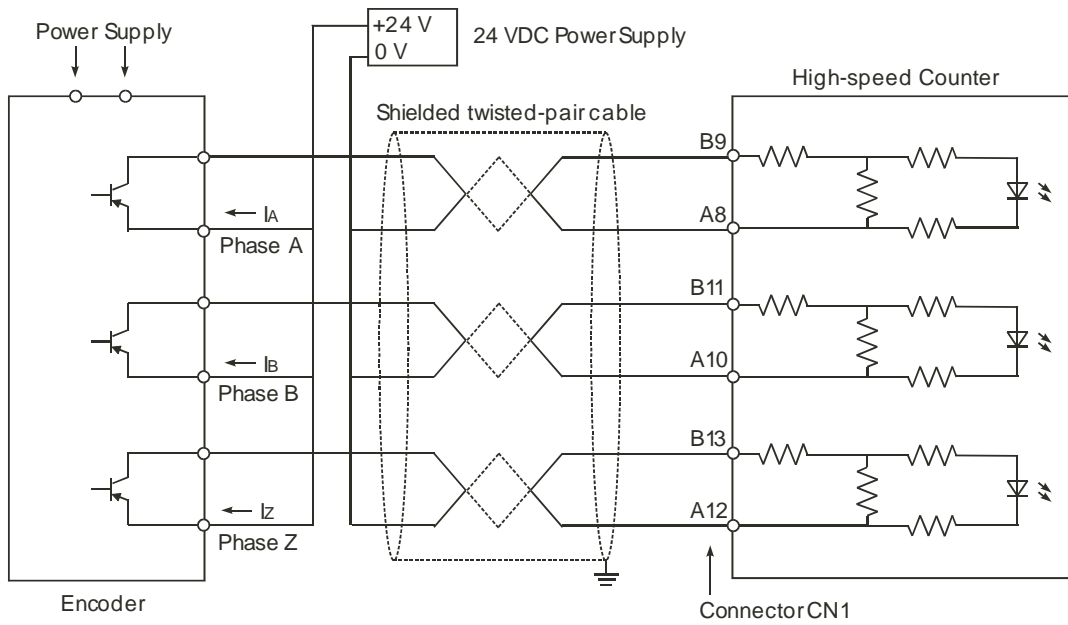 Power Supply
+24 V
0 V
24 VDC Power Supply
High-speed Counter
Shielded twisted-pair cable
B9
IA
A8
Phase A
B11
IB
A10
Phase B
B13
IZ
A12
Phase Z
Encoder
Connector CN1